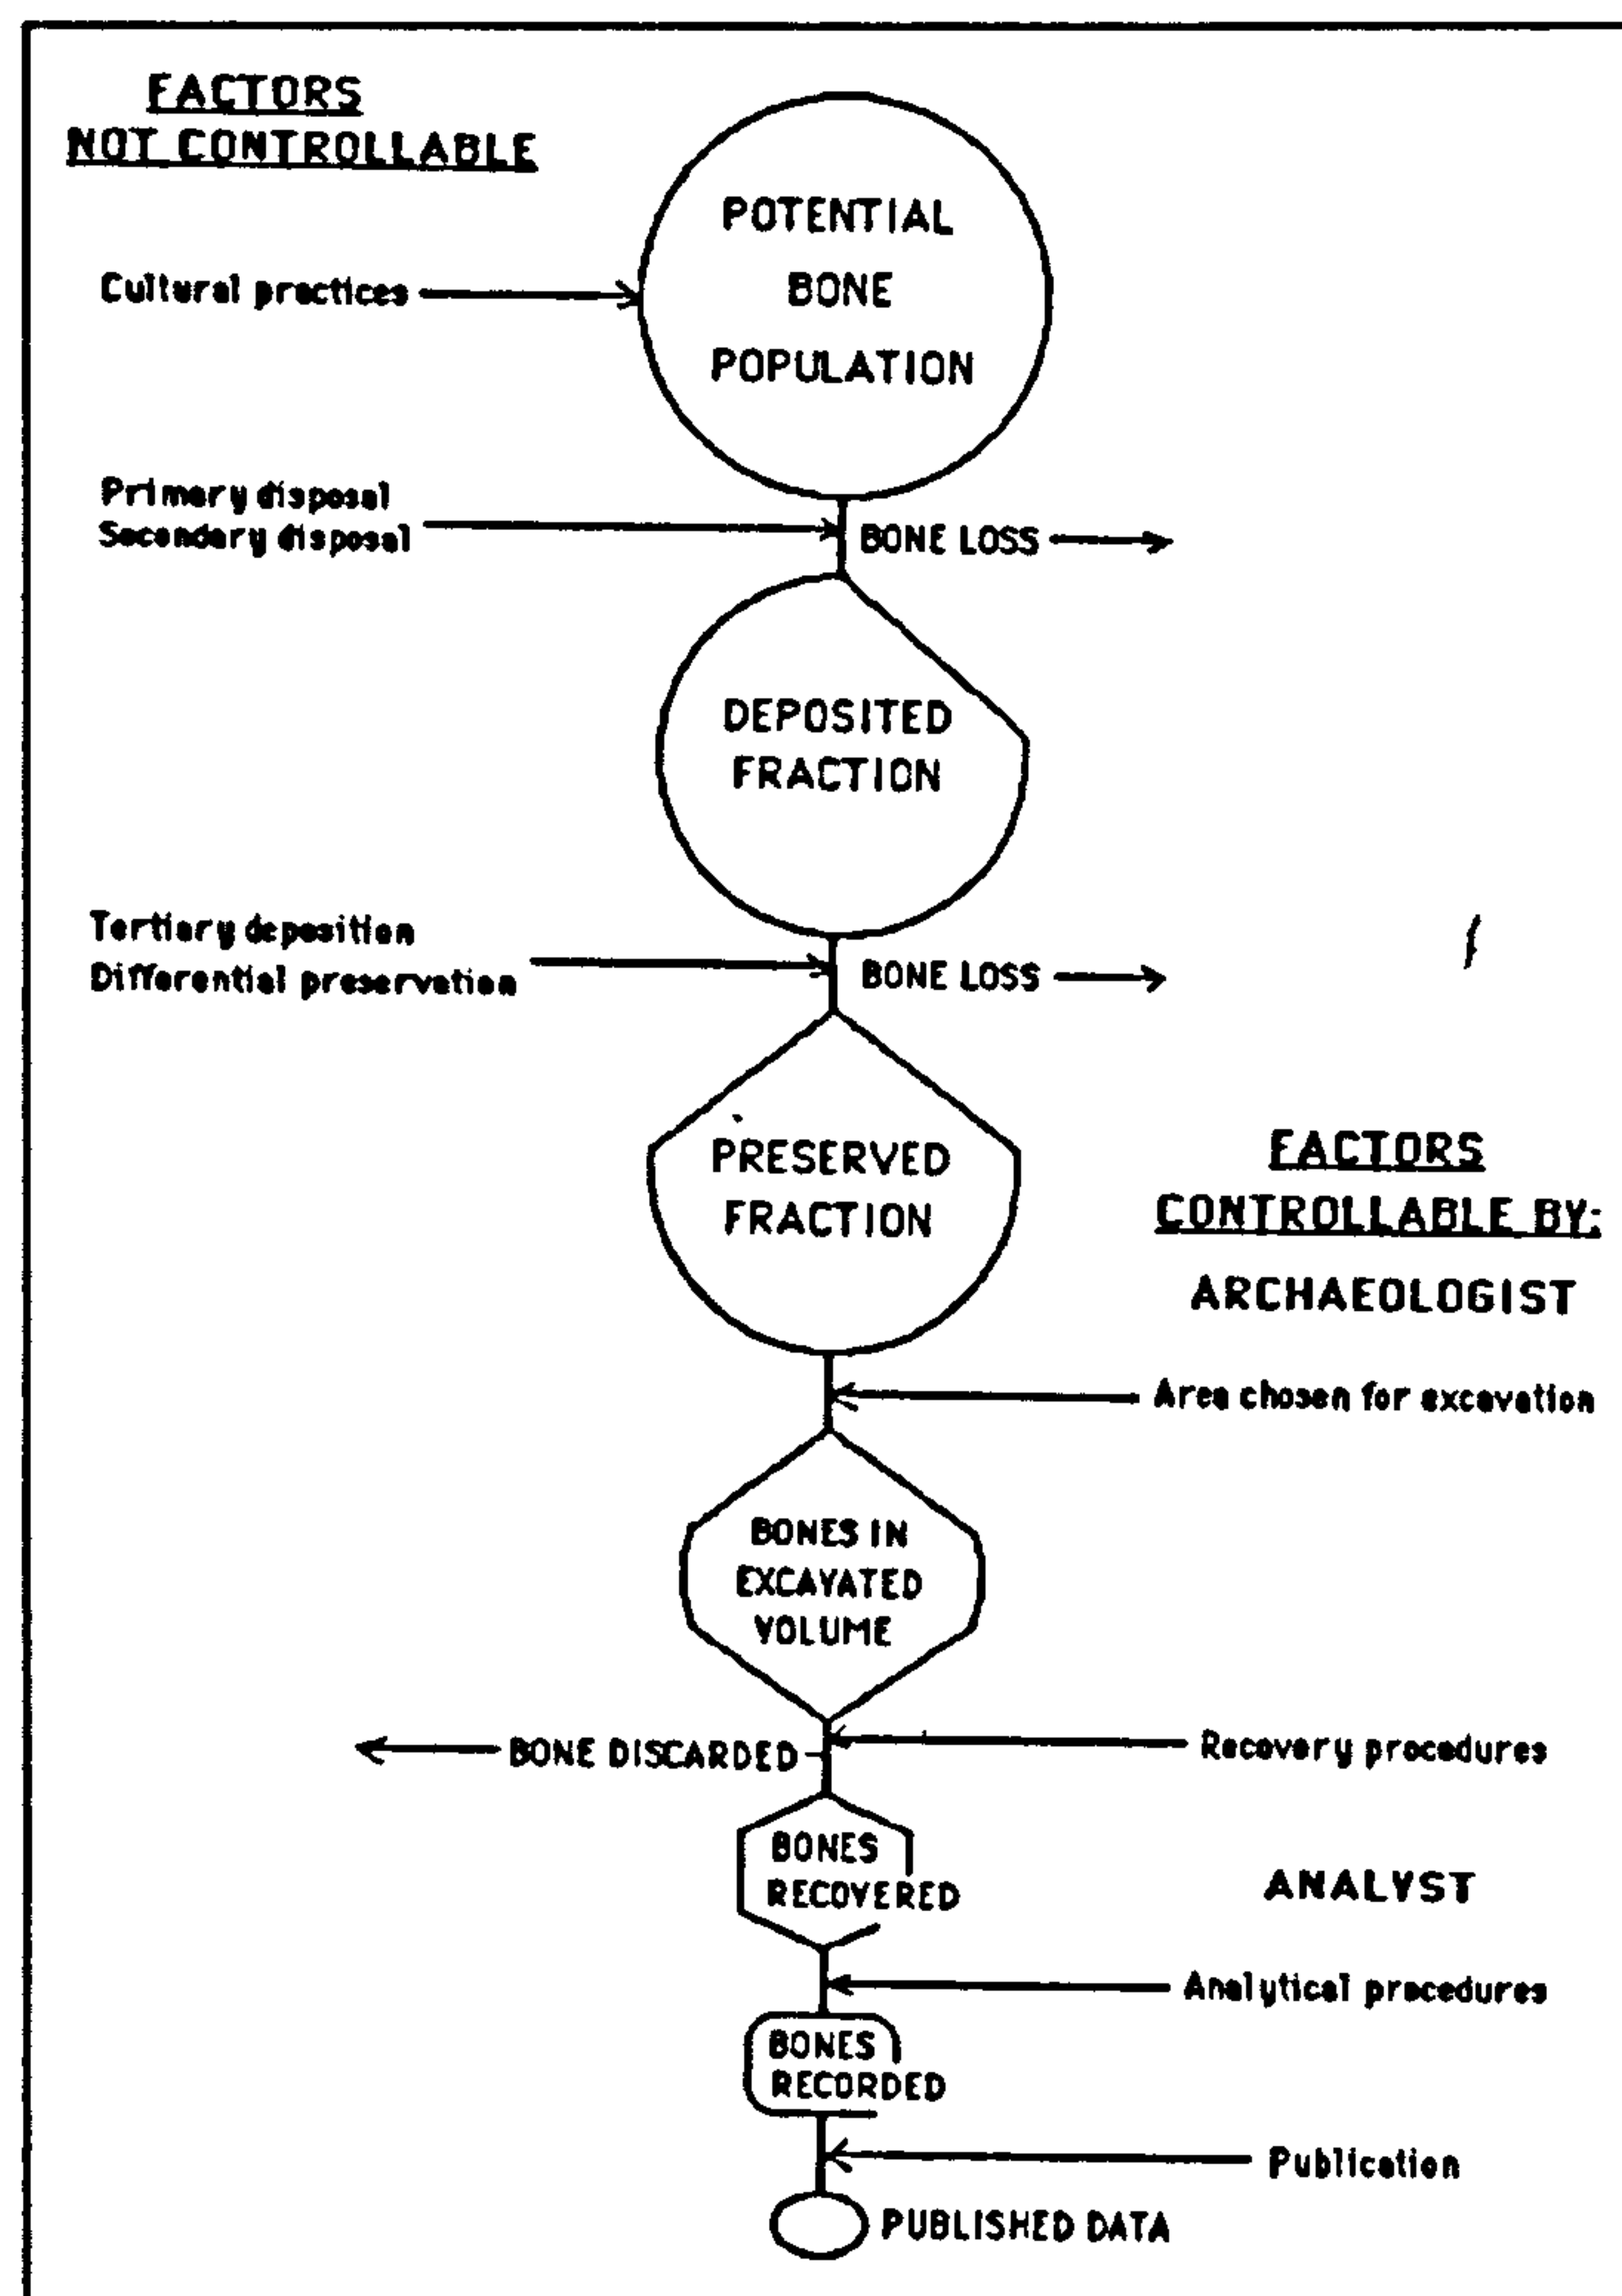 FACTORS
NOT CONTROLLABLE
POTENTIAL
BONE
POPULATION
Cultural practices
Primary disposal
Secondary disposal
BONE LOSS
DEPOSITED
FRACTION
Tertiary deposition
Differential preservation
BONE LOSS
PRESERVED
FRACTION
FACTORS
CONTROLLABLE BY:
ARCHAEOLOGIST
Area chosen for excavation
BONES IN
EXCAVATED
VOLUME
BONE DISCARDED
Recovery procedures
BONES
RECOVERED
ANALYST
Analytical procedures
BONES
RECORDED
Publication
PUBLISHED DATA